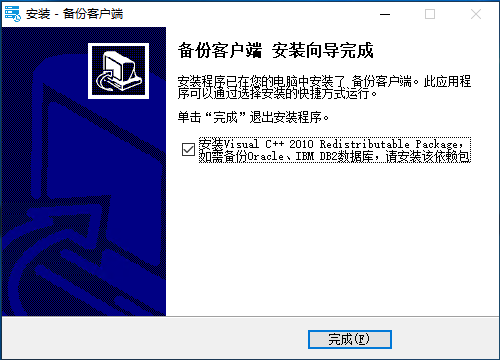 安装 - 备份客户端
备份客户端 安装向导完成
安装程序已在您的电脑中安装了 备份客户端。此应用程
序可以通过选择安装的快捷方式运行。
单击“完成”退出安装程序。
安装Visual C++ 2010 Redistributable Package，
如需备份Oracle、IBM DB2数据库，请安装该依赖包
完成(F)